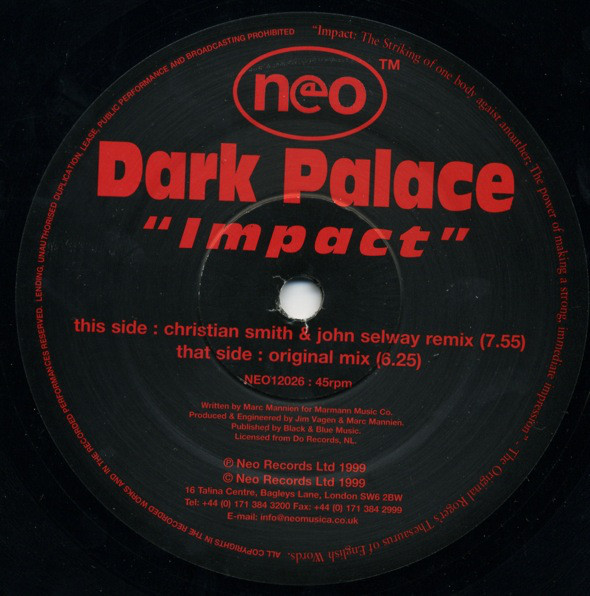 n@o
TM
Dark Palace
"Impact"
this side : christian smith & john selway remix (7.55)
that side : original mix (6.25)
NEO12026 : 45rpm
Written by Marc Mannien for Marmann Music Co.
Produced & Engineered by Jim Vagen & Marc Mannien.
Published by Black & Blue Music.
Licensed from Do Records, NL.
℗ Neo Records Ltd 1999
© Neo Records Ltd 1999
16 Talina Centre, Bagleys Lane, London SW6 2BW
Tel: +44 (0) 171 384 3200 Fax: +44 (0) 171 384 2999
E-mail: info@neomusica.co.uk
"Impact: The Striking of one body agaist anouther; The power of making a strong, immediate impression" - The Original Roget's Thesaurus of English Words.
ALL COPYRIGHTS IN THE RECORDED WORKS AND IN THE RECORDED PERFORMANCES RESERVED. LENDING, UNAUTHORISED DUPLICATION, LEASE, PUBLIC PERFORMANCE AND BROADCASTING PROHIBITED